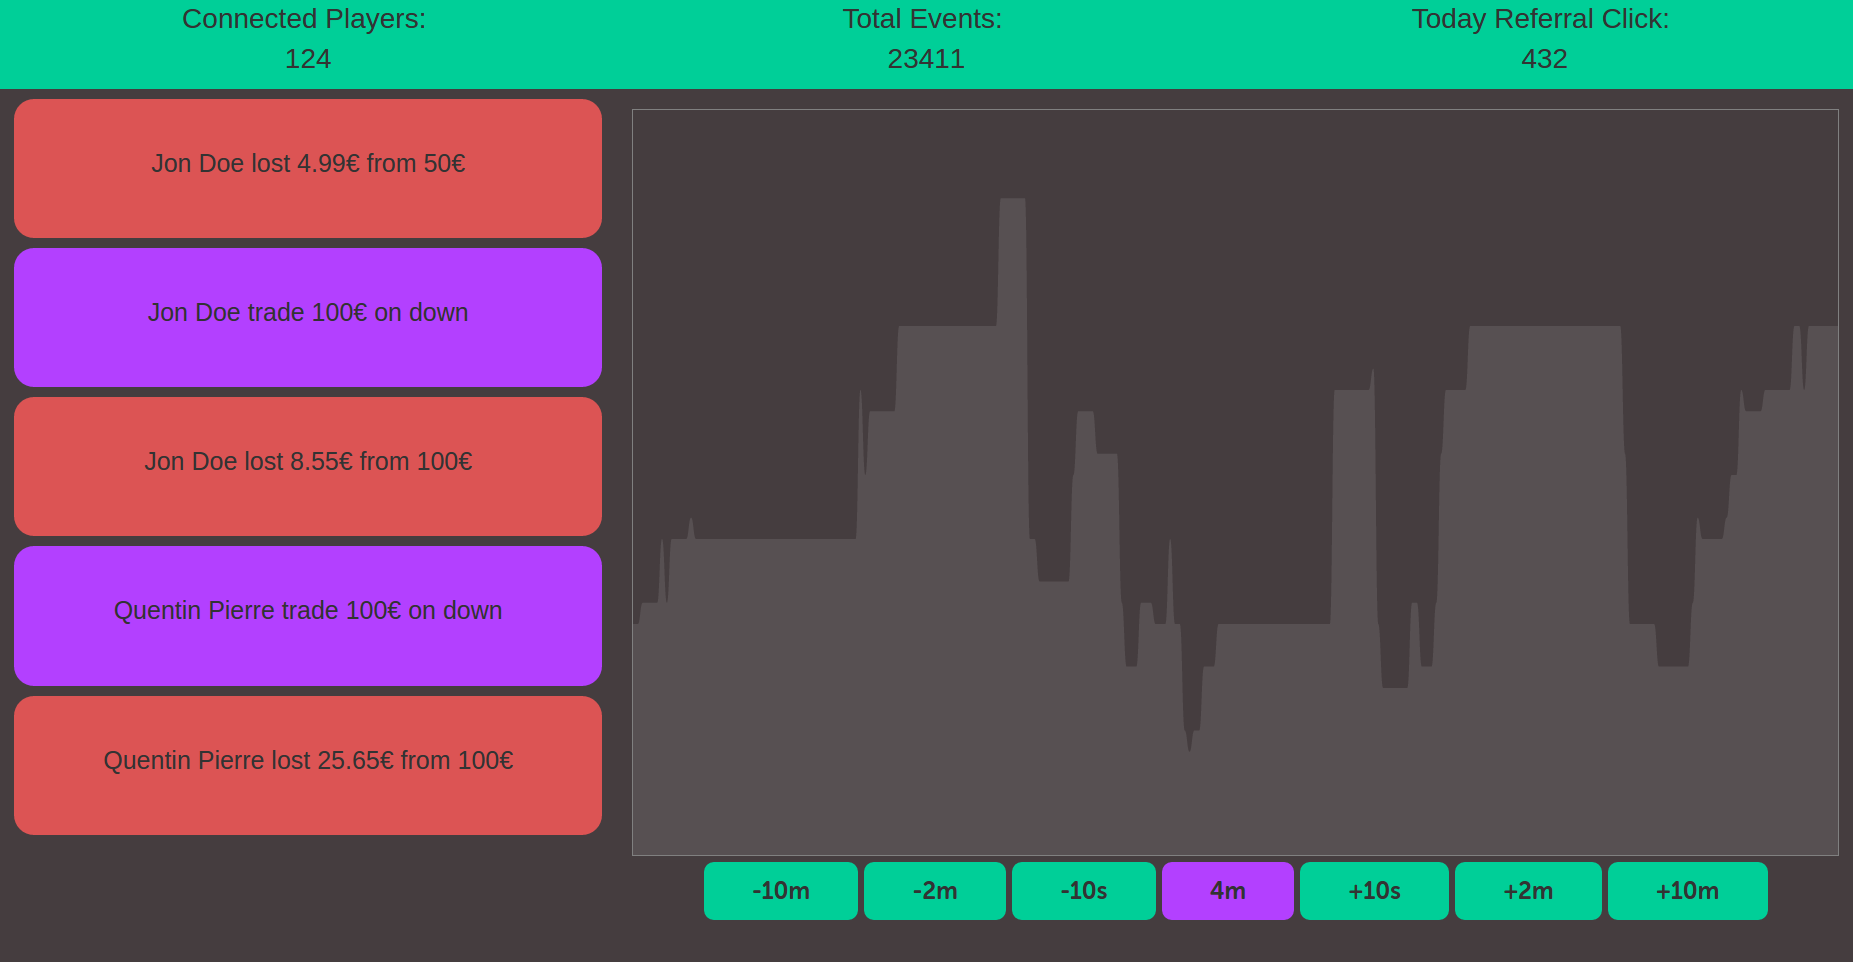 Connected Players:
124
Total Events:
23411
Today Referral Click:
432
Jon Doe lost 4.99€ from 50€
Jon Doe trade 100€ on down
Jon Doe lost 8.55€ from 100€
Quentin Pierre trade 100€ on down
Quentin Pierre lost 25.65€ from 100€
-10m
-2m
-10s
4m
+10s
+2m
+10m